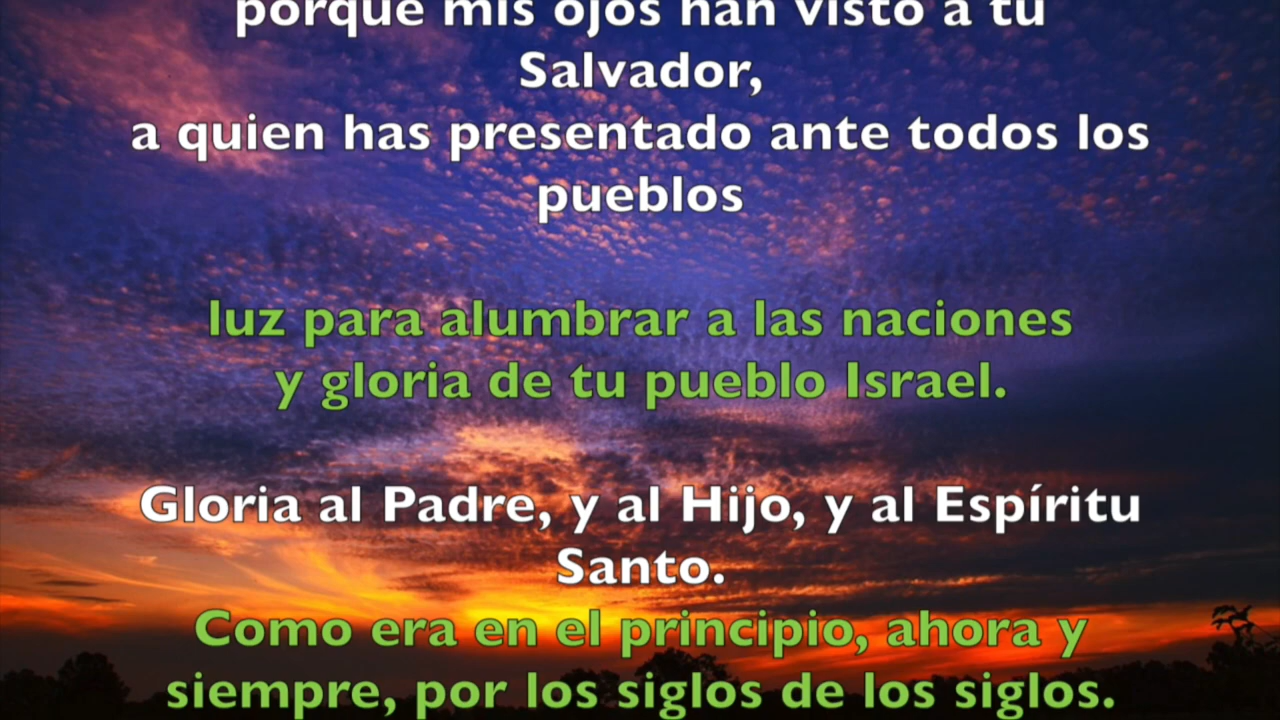 porque mis ojos han visto a tu
Salvador,
a quien has presentado ante todos los
pueblos
luz para alumbrar a las naciones
y gloria de tu pueblo Israel.
Gloria al Padre, y al Hijo, y al Espíritu
Santo.
Como era en el principio, ahora y
siempre, por los siglos de los siglos.